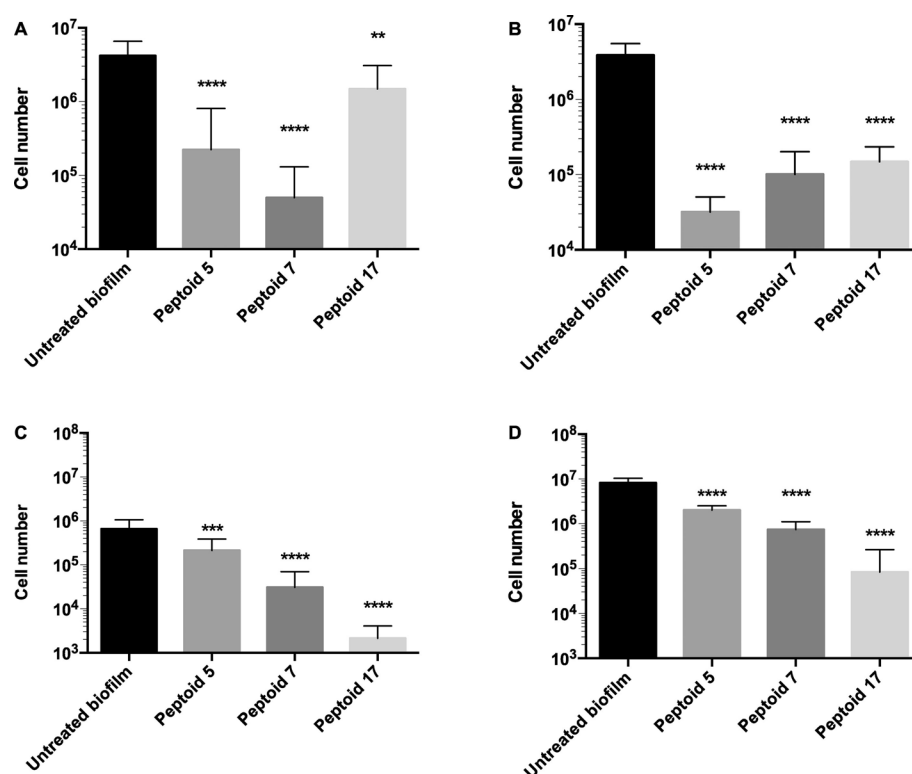 A
Cell number
10⁷
10⁶
10⁵
10⁴
****
****
**
Untreated biofilm
Peptoid 5
Peptoid 7
Peptoid 17
B
Cell number
10⁷
10⁶
10⁵
10⁴
****
****
****
Untreated biofilm
Peptoid 5
Peptoid 7
Peptoid 17
C
Cell number
10⁸
10⁷
10⁶
10⁵
10⁴
10³
***
****
****
Untreated biofilm
Peptoid 5
Peptoid 7
Peptoid 17
D
Cell number
10⁸
10⁷
10⁶
10⁵
10⁴
10³
****
****
****
Untreated biofilm
Peptoid 5
Peptoid 7
Peptoid 17